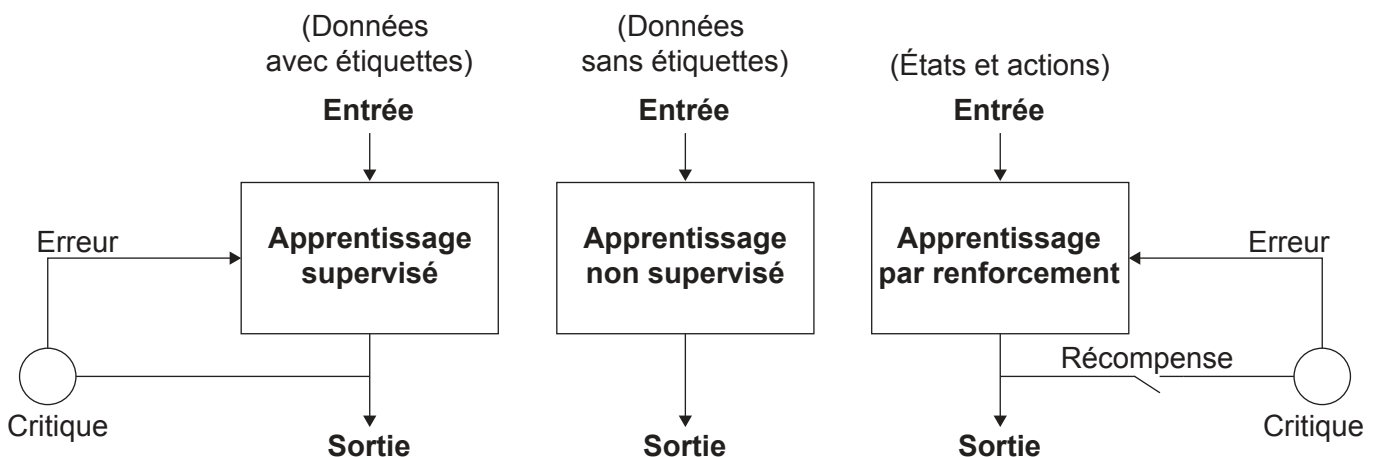 (Données
avec étiquettes)
Entrée
Apprentissage
supervisé
Erreur
Critique
Sortie
(Données
sans étiquettes)
Entrée
Apprentissage
non supervisé
Sortie
(États et actions)
Entrée
Apprentissage
par renforcement
Erreur
Récompense
Critique
Sortie